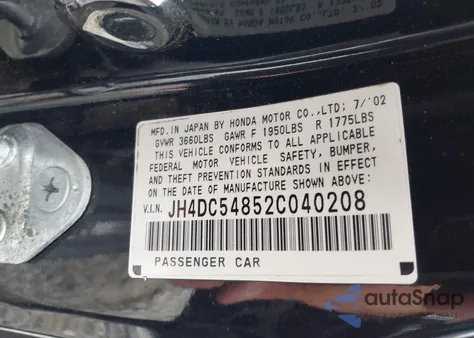 MFD.IN JAPAN BY HONDA MOTOR CO.,LTD; 7/'02
GVWR 3660LBS GAWR F 1950LBS R 1775LBS
THIS VEHICLE CONFORMS TO ALL APPLICABLE
FEDERAL MOTOR VEHICLE SAFETY, BUMPER,
AND THEFT PREVENTION STANDARDS IN EFFECT
ON THE DATE OF MANUFACTURE SHOWN ABOVE:
V.I.N. JH4DC54852C040208
PASSENGER CAR
autoSnap